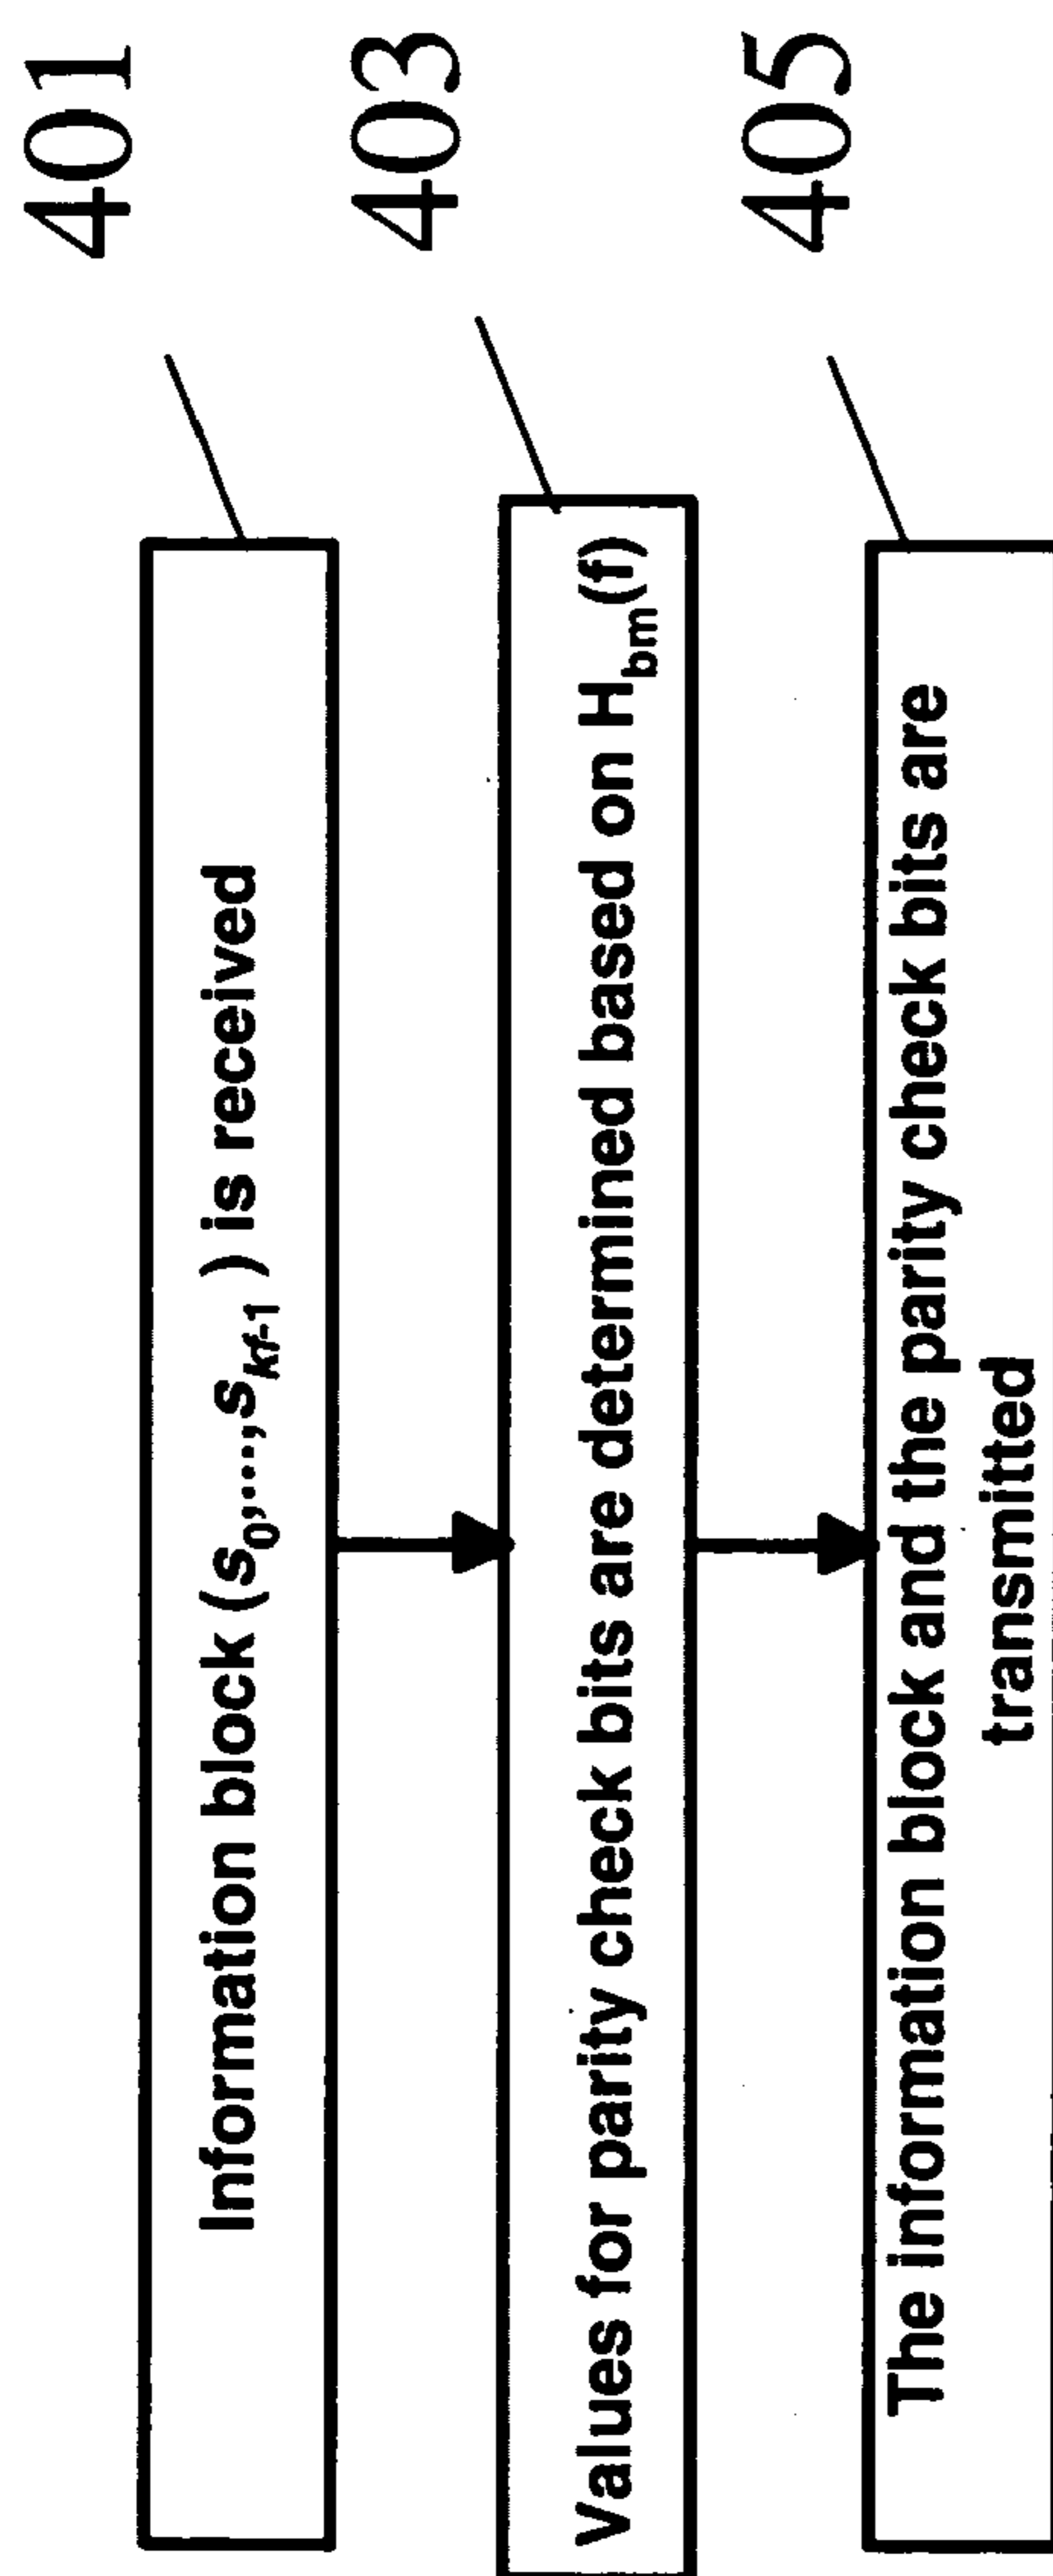 401
Information block (s0,...,skf-1 ) is received
403
Values for parity check bits are determined based on Hbm(f)
405
The information block and the parity check bits are
transmitted